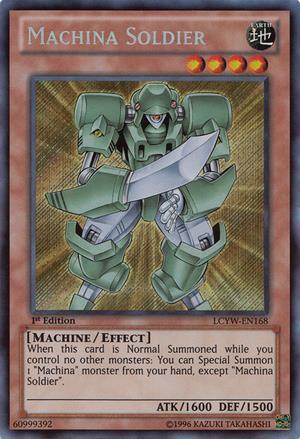 Machina Soldier
EARTH
地
1st Edition
LCYW-EN168
[Machine/Effect]
When this card is Normal Summoned while you
control no other monsters: You can Special Summon
1 "Machina" monster from your hand, except "Machina
Soldier".
ATK/1600 DEF/1500
60999392
©1996 KAZUKI TAKAHASHI